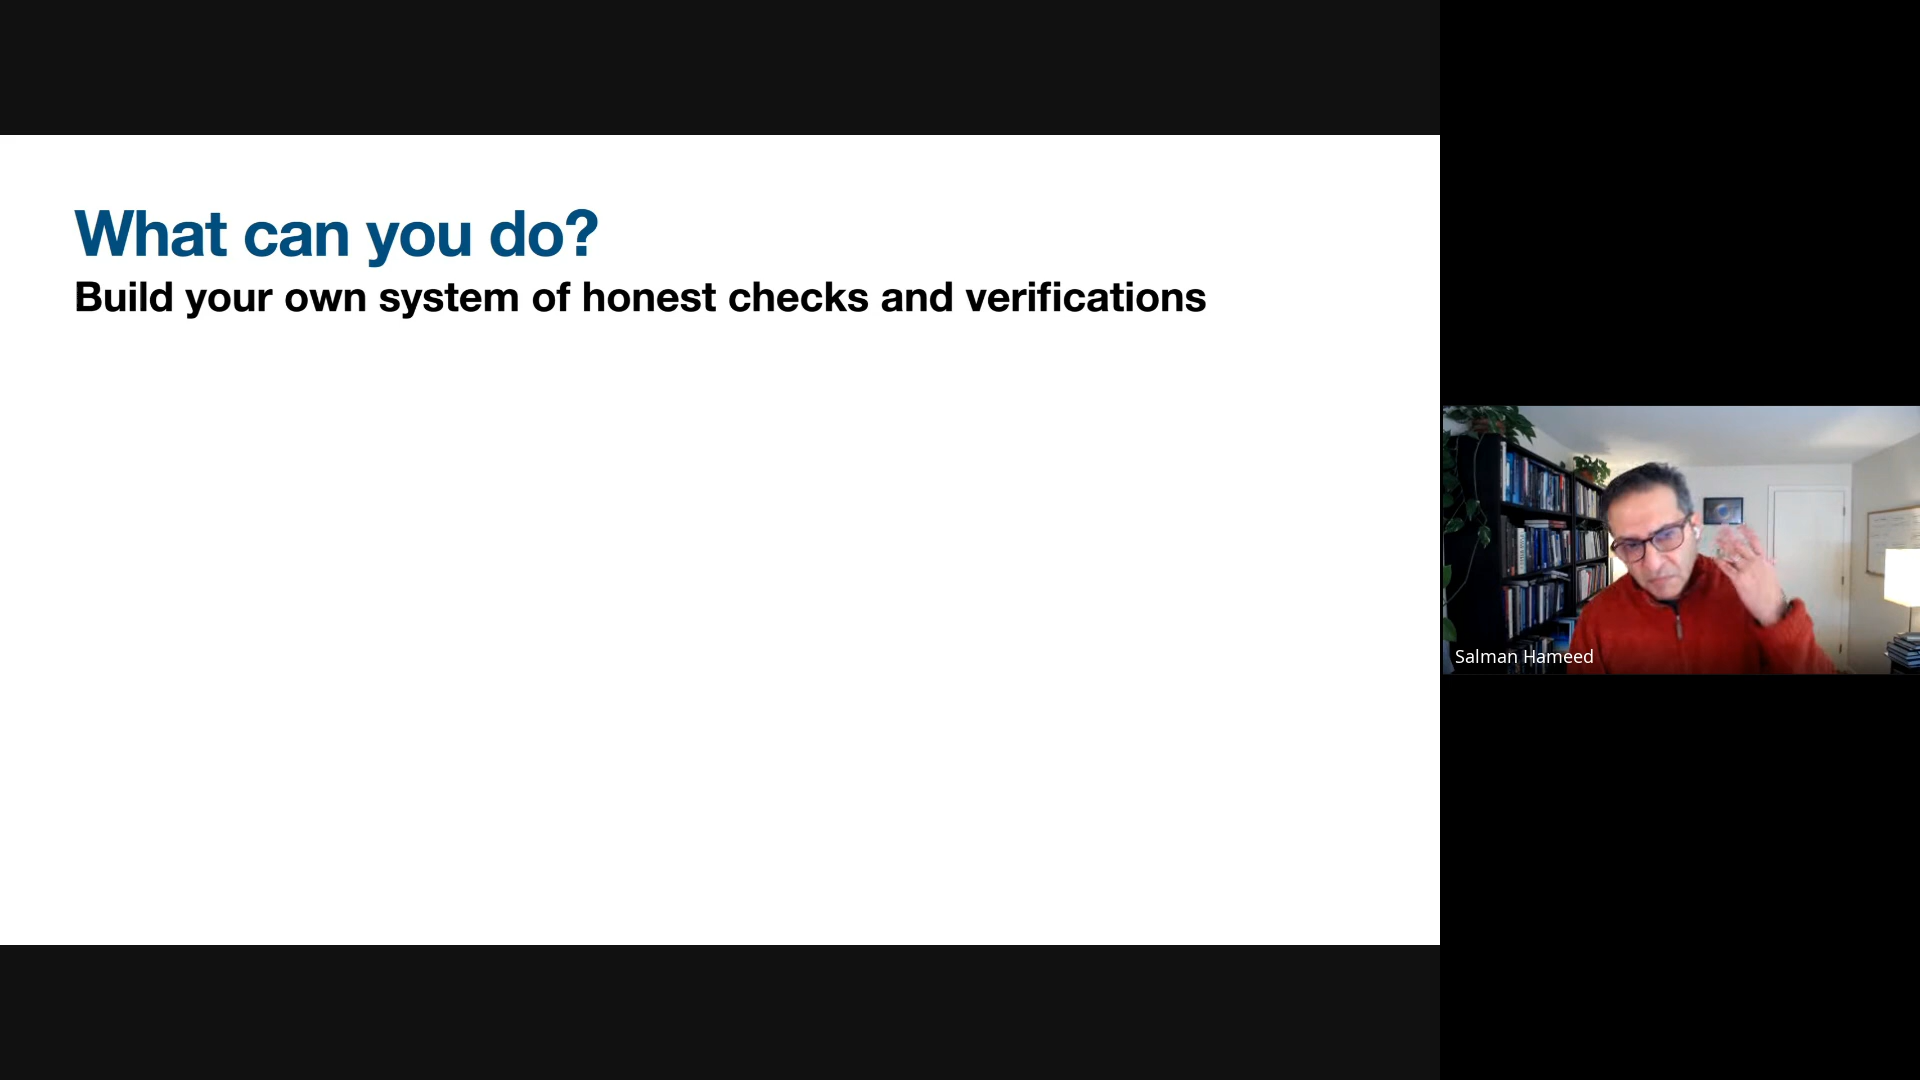 What can you do?
Build your own system of honest checks and verifications
Salman Hameed